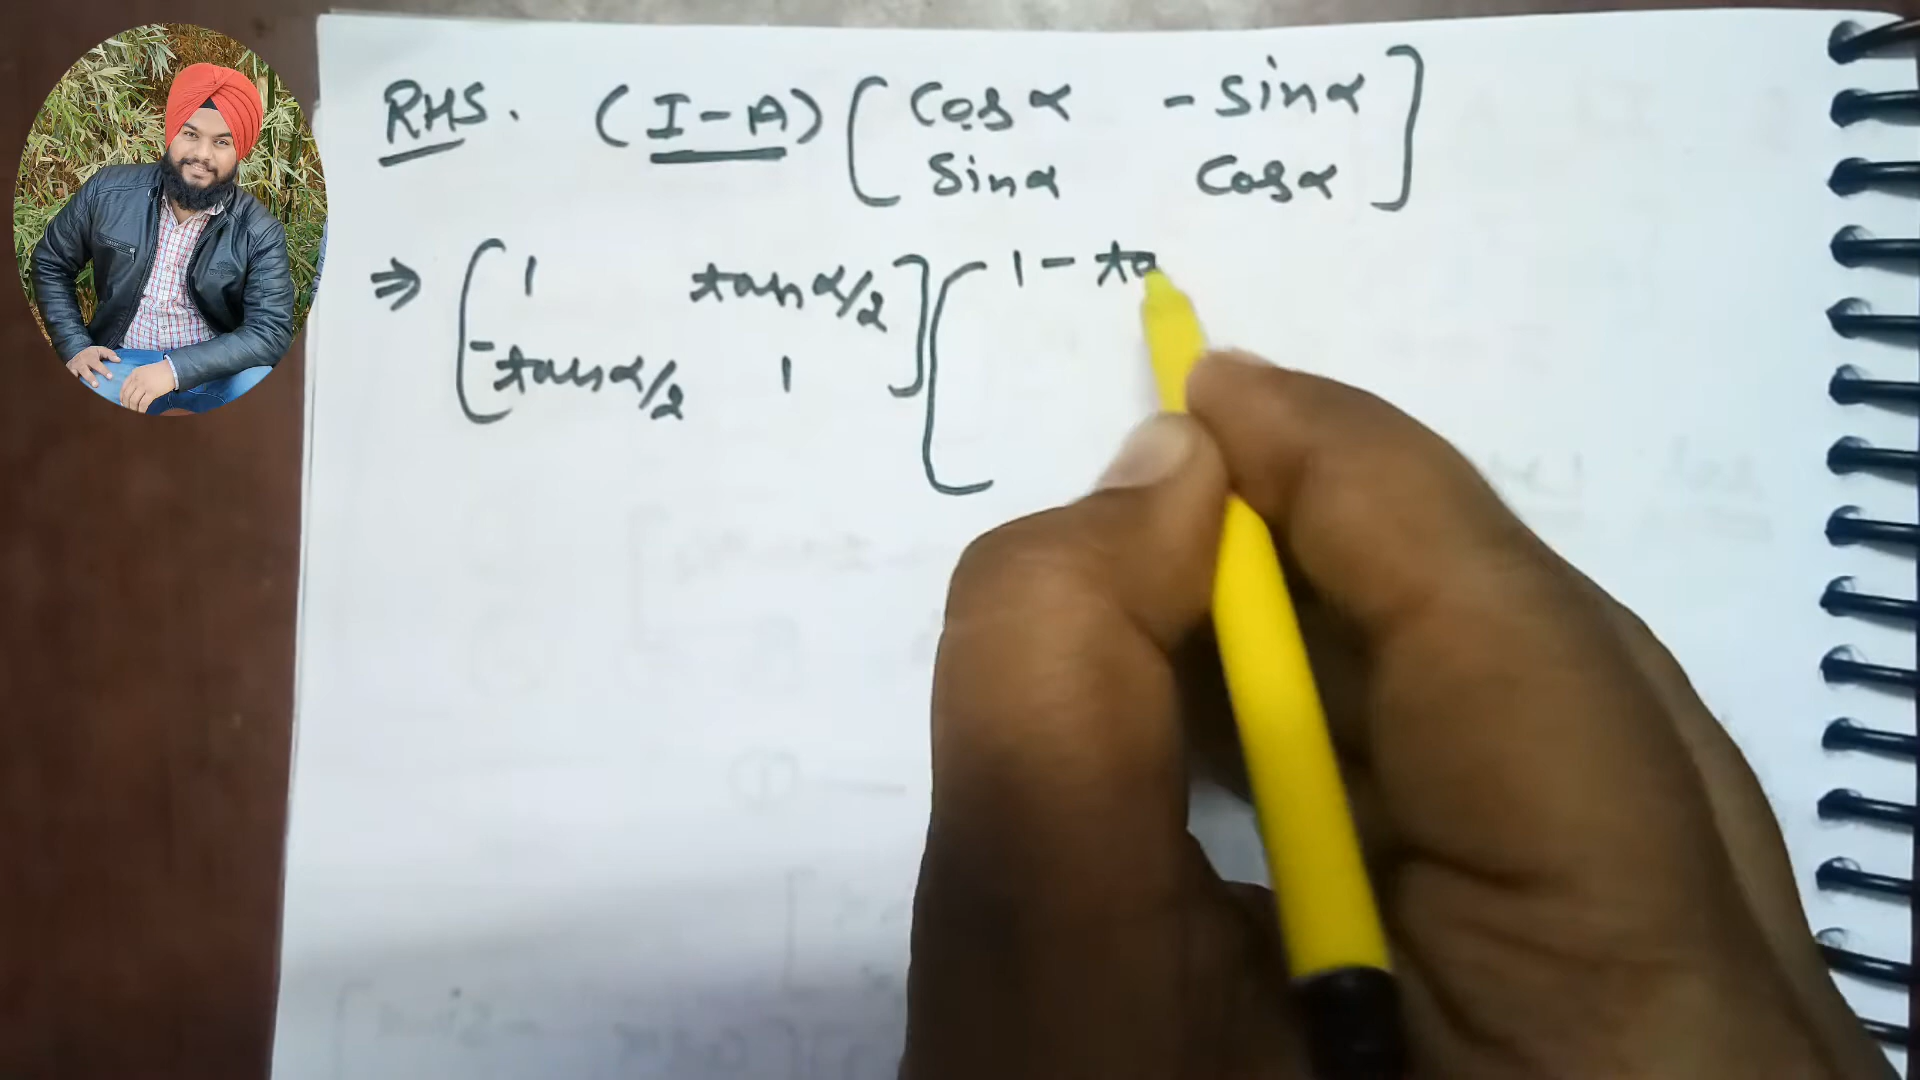 RHS. (I-A) [ Cosα -Sinα
Sinα Cosα ]
⇒ [ 1 tanα/2 ] [ 1 - ta
-tanα/2 1